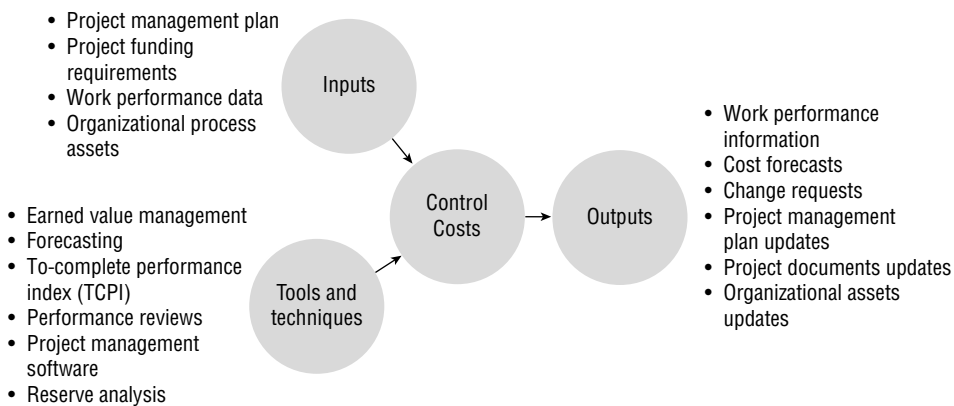 • Project management plan
• Project funding
requirements
• Work performance data
• Organizational process
assets
Inputs
• Earned value management
• Forecasting
• To-complete performance
index (TCPI)
• Performance reviews
• Project management
software
• Reserve analysis
Tools and
techniques
Control
Costs
Outputs
• Work performance
information
• Cost forecasts
• Change requests
• Project management
plan updates
• Project documents updates
• Organizational assets
updates